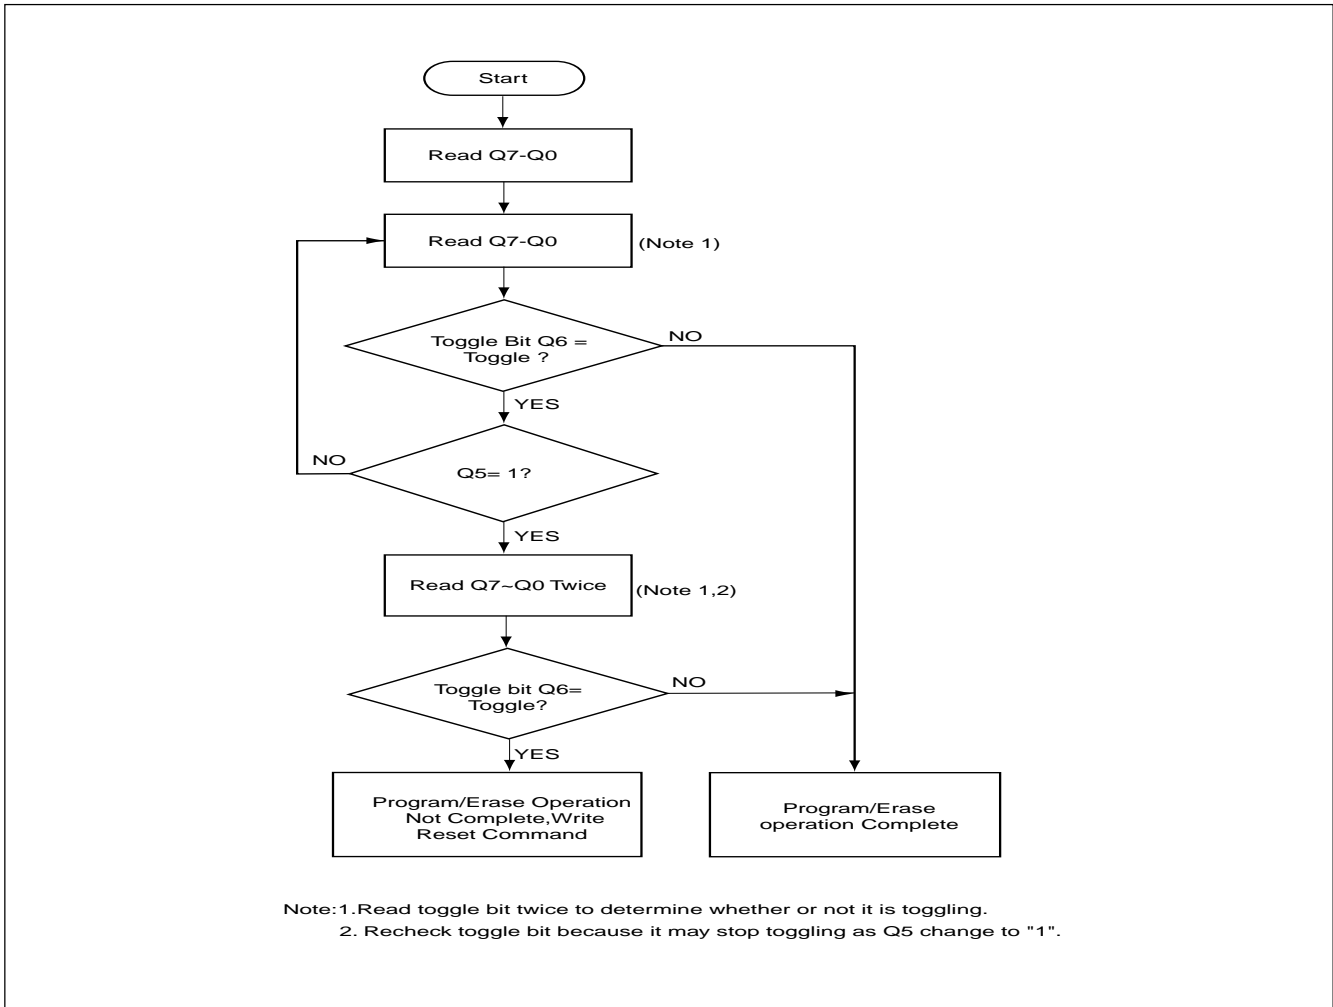 Start
Read Q7-Q0
Read Q7-Q0
(Note 1)
Toggle Bit Q6 =
Toggle ?
NO
YES
NO
Q5= 1?
YES
Read Q7~Q0 Twice
(Note 1,2)
Toggle bit Q6=
Toggle?
NO
YES
Program/Erase Operation
Not Complete,Write
Reset Command
Program/Erase
operation Complete
Note:1.Read toggle bit twice to determine whether or not it is toggling.
2. Recheck toggle bit because it may stop toggling as Q5 change to "1".